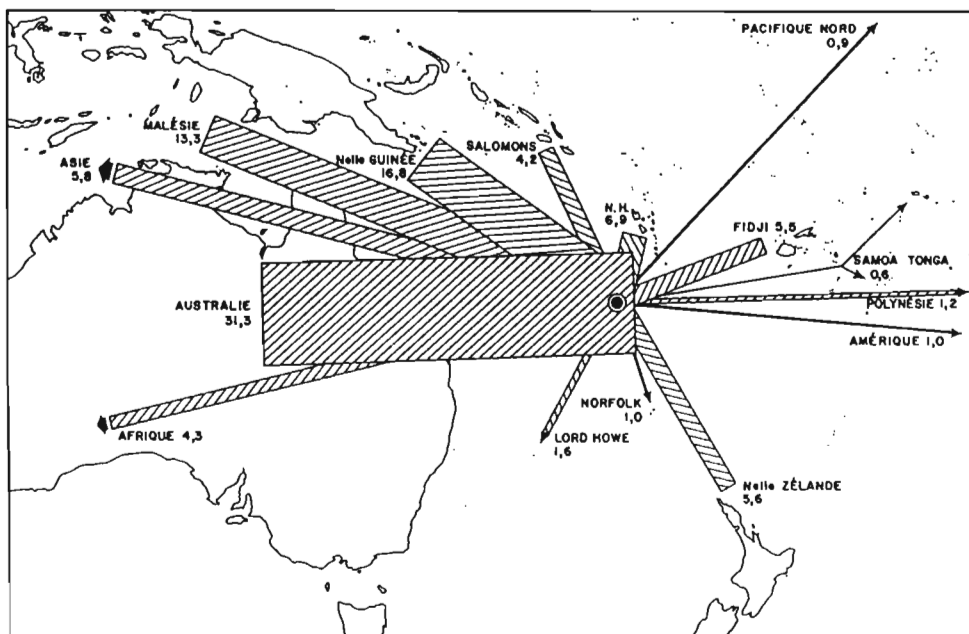 PACIFIQUE NORD
0,9
MALÉSIE
13,3
SALOMONS
4,2
Nelle GUINÉE
16,8
ASIE
5,8
N.H.
6,9
FIDJI 5,5
SAMOA TONGA
0,6
POLYNÉSIE 1,2
AUSTRALIE
31,3
AMÉRIQUE 1,0
NORFOLK
1,0
AFRIQUE 4,3
LORD HOWE
1,6
Nelle ZÉLANDE
5,6